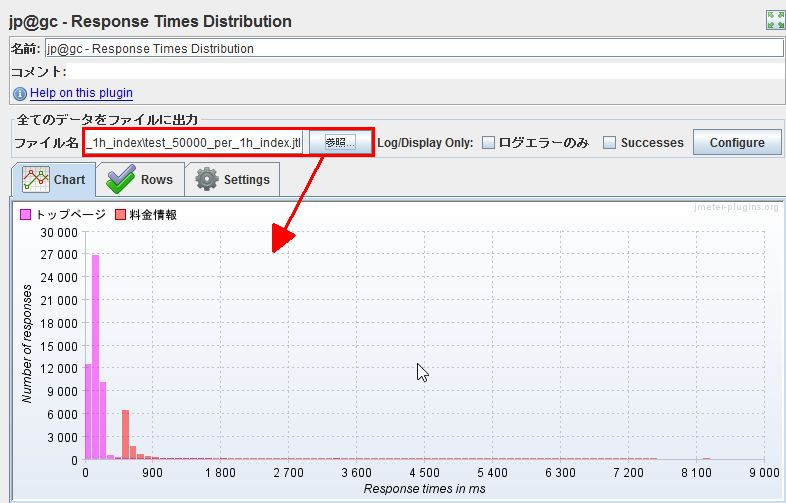 jp@gc - Response Times Distribution
名前: jp@gc - Response Times Distribution
コメント:
Help on this plugin
全てのデータをファイルに出力
ファイル名 _1h_index\test_50000_per_1h_index.jtl 参照... Log/Display Only: ログエラーのみ Successes Configure
Chart Rows Settings
トップページ 料金情報 jmeter-plugins.org
30 000
27 000
24 000
21 000
18 000
15 000
12 000
9 000
6 000
3 000
0
Number of responses
0 900 1 800 2 700 3 600 4 500 5 400 6 300 7 200 8 100 9 000
Response times in ms